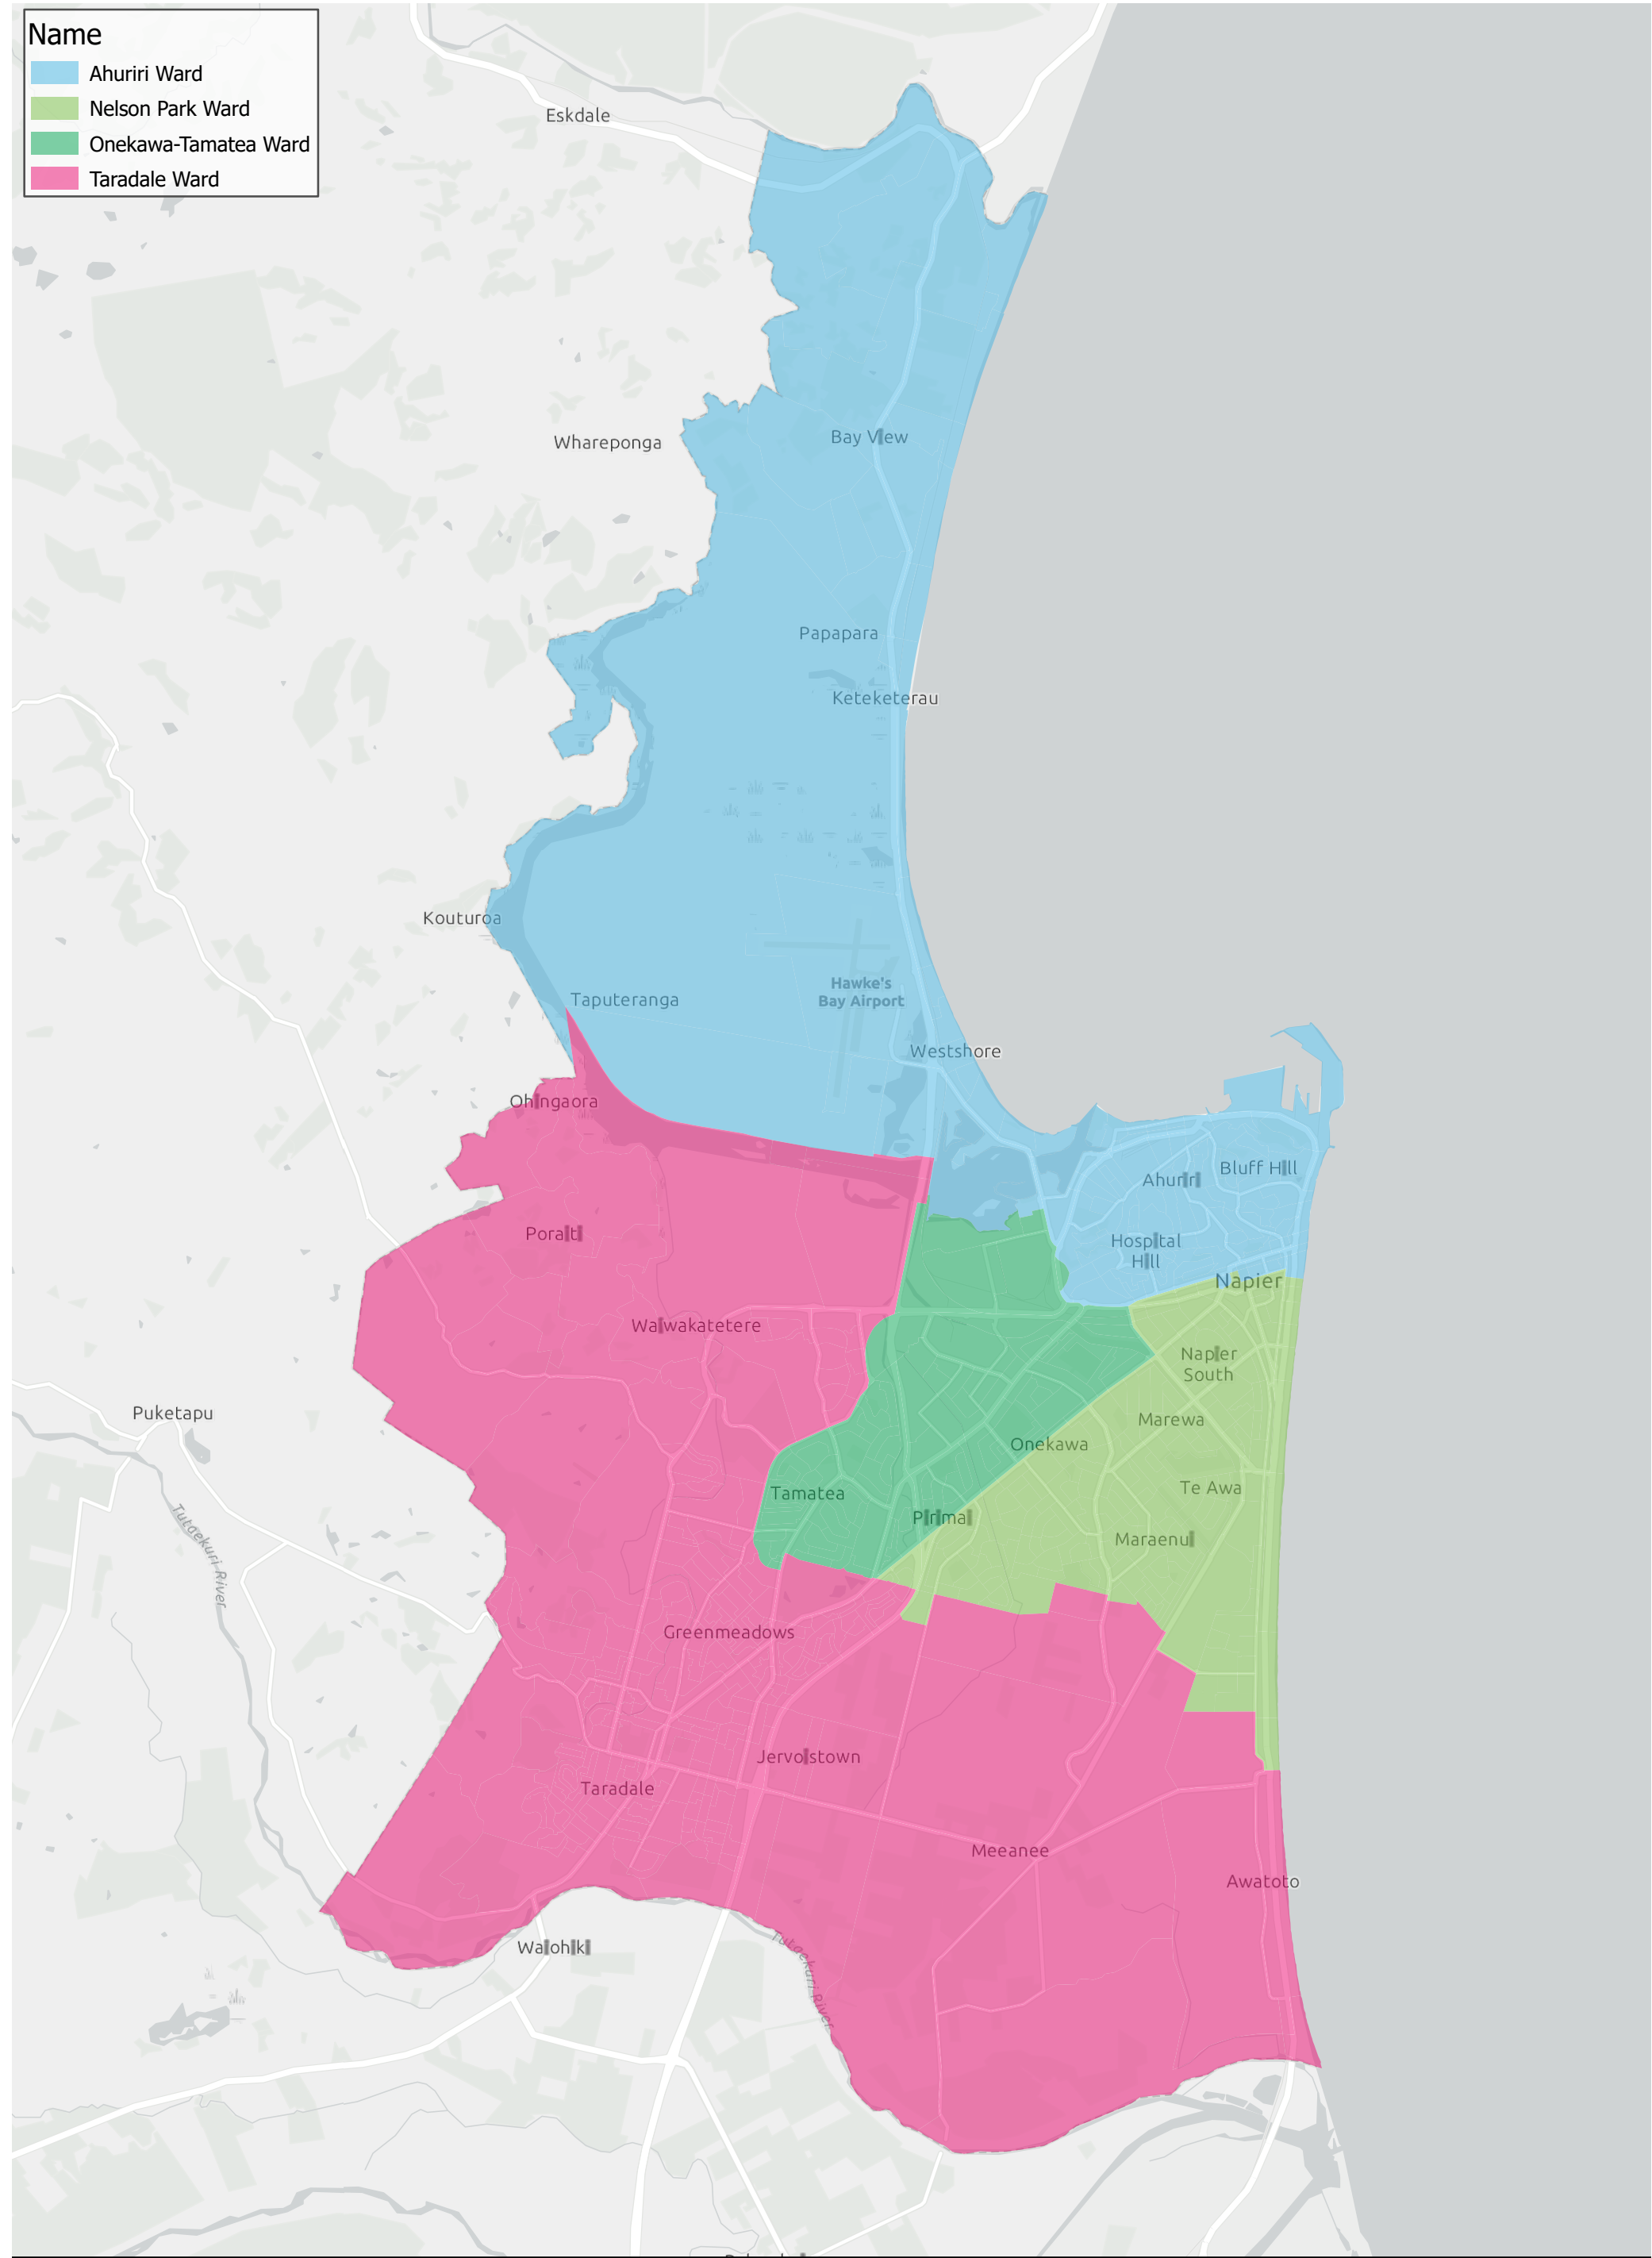 Name
Ahuriri Ward
Nelson Park Ward
Onekawa-Tamatea Ward
Taradale Ward
Eskdale
Whareponga
Bay View
Papapara
Keteketerau
Kouturoa
Taputeranga
Hawke's
Bay Airport
Westshore
Ohingaora
Bluff Hill
Ahuriri
Poraiti
Hospital
Hill
Napier
Waiwakatetere
Napier
South
Puketapu
Marewa
Onekawa
Te Awa
Tamatea
Pirimai
Maraenui
Tutaekuri River
Greenmeadows
Jervoistown
Taradale
Meeanee
Awatoto
Waiohiki
Tutaekuri River